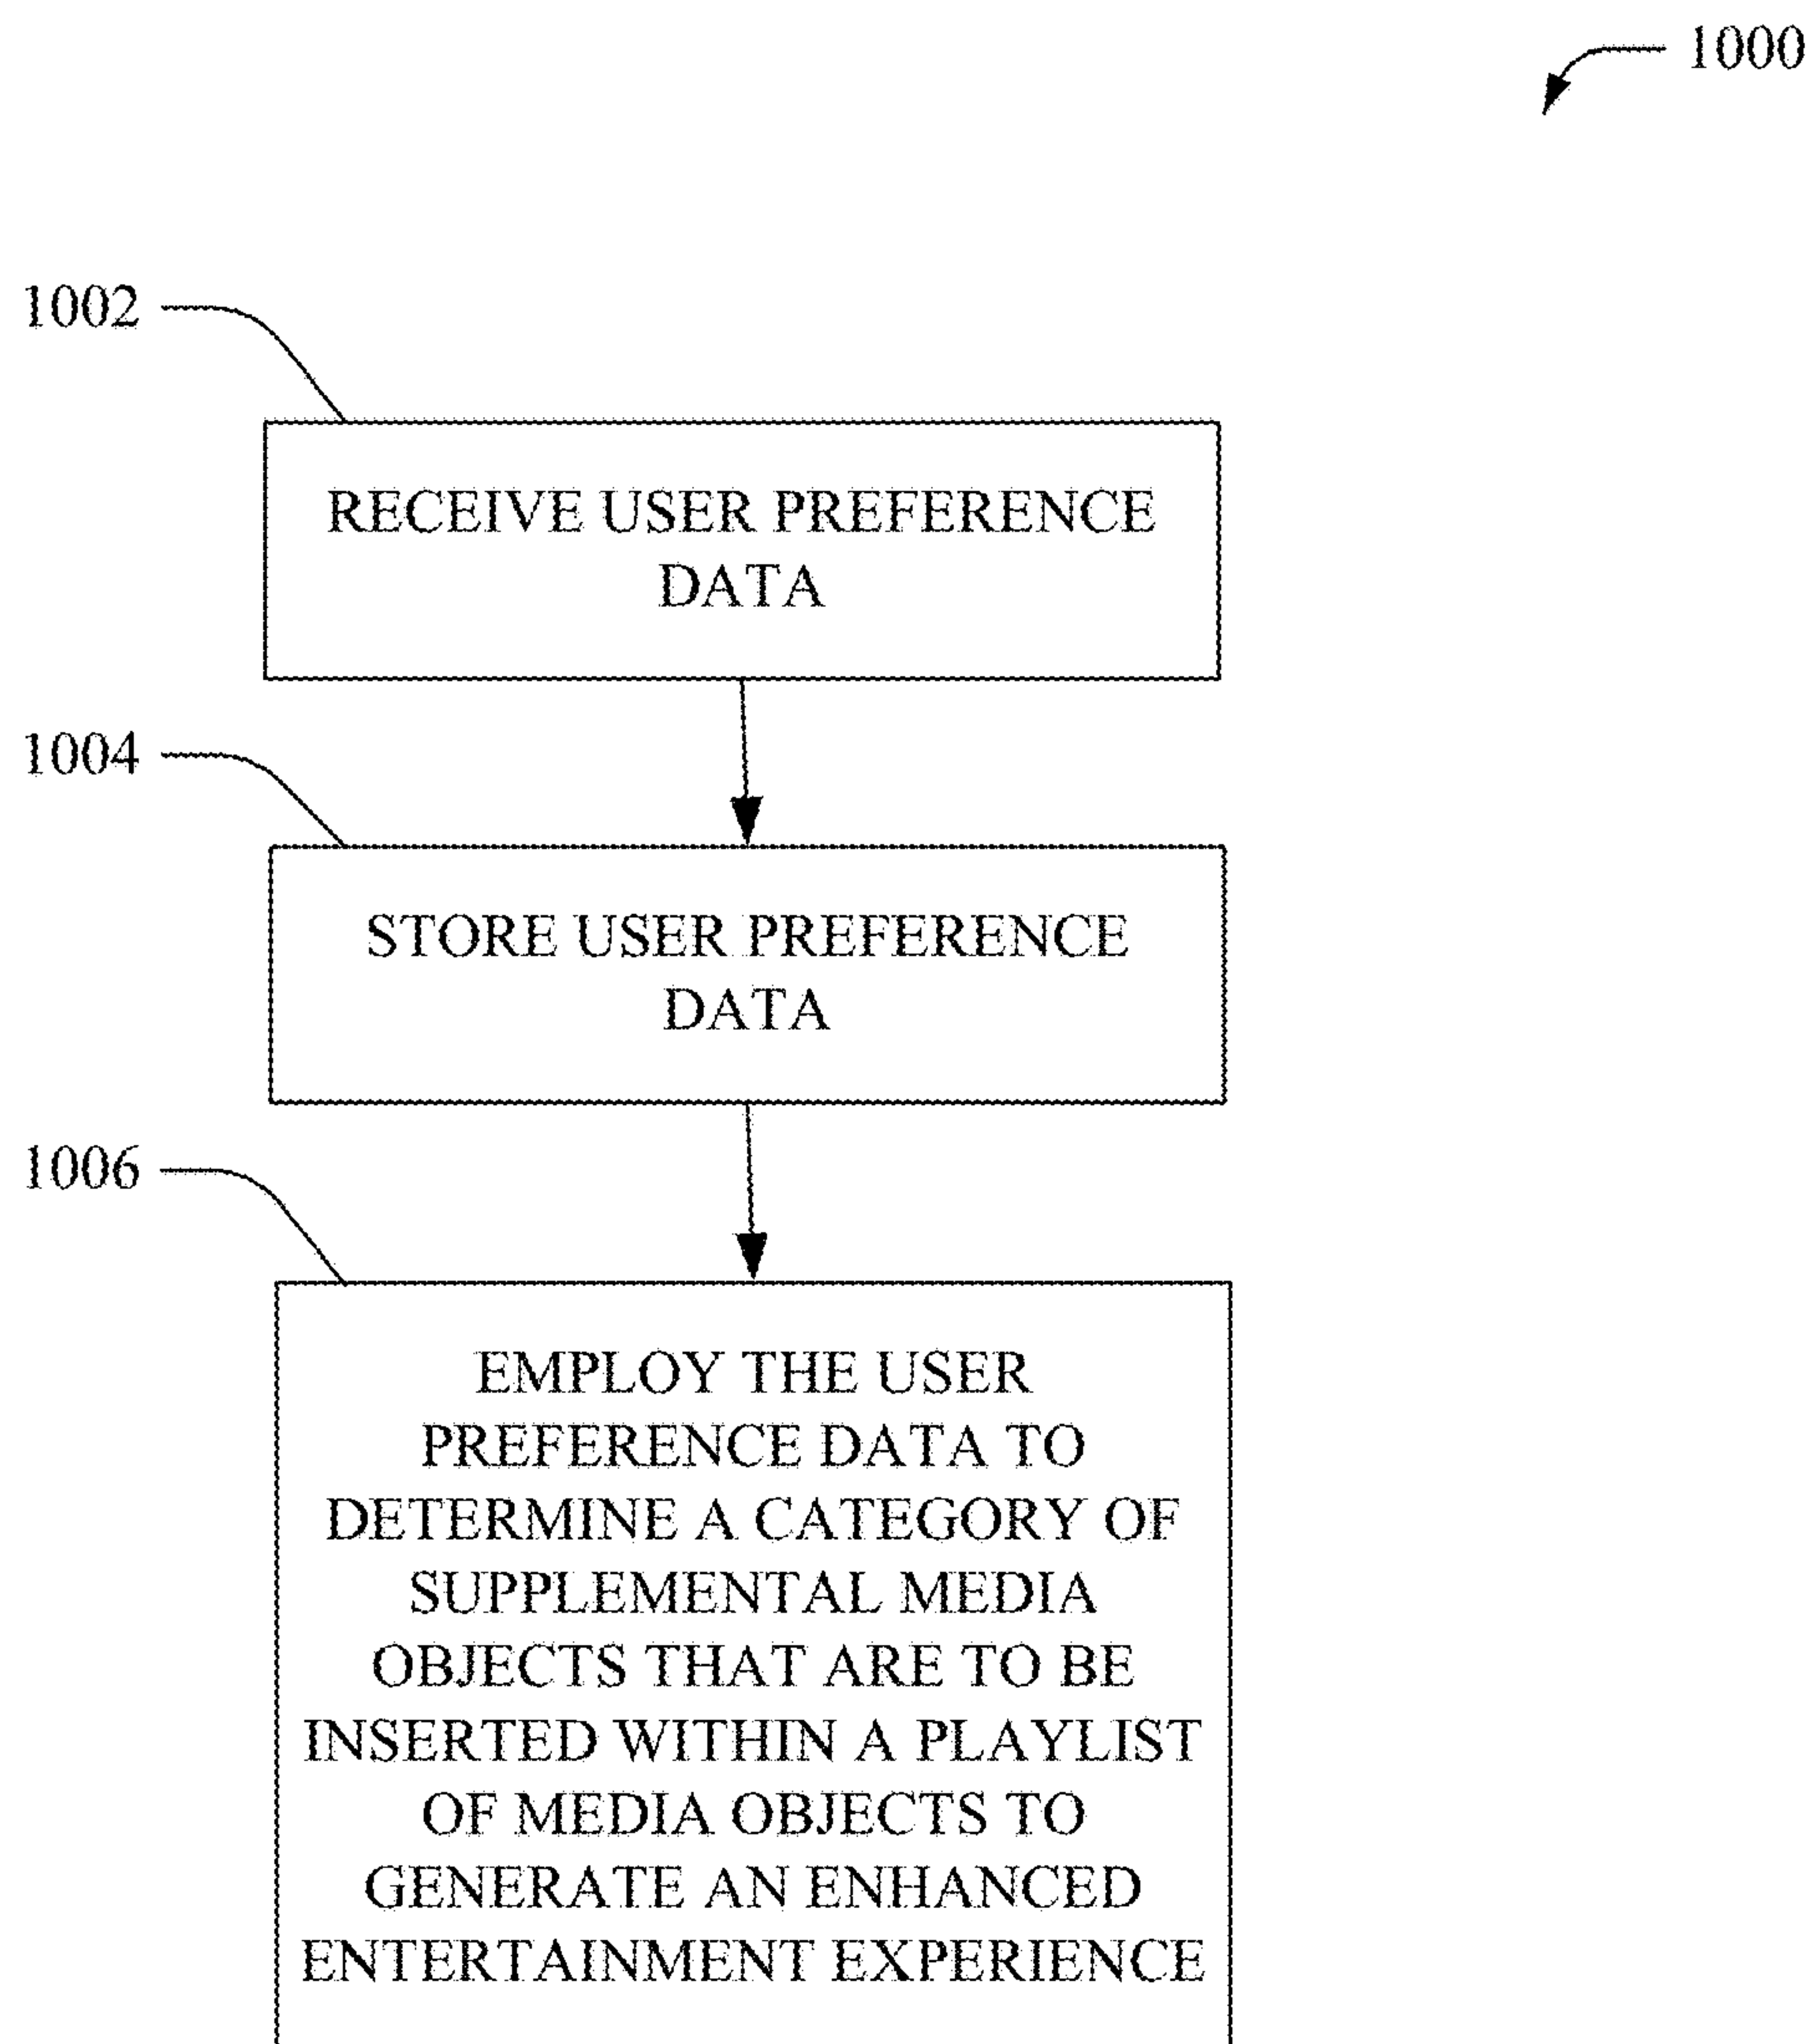 1000
1002
RECEIVE USER PREFERENCE
DATA
1004
STORE USER PREFERENCE
DATA
1006
EMPLOY THE USER
PREFERENCE DATA TO
DETERMINE A CATEGORY OF
SUPPLEMENTAL MEDIA
OBJECTS THAT ARE TO BE
INSERTED WITHIN A PLAYLIST
OF MEDIA OBJECTS TO
GENERATE AN ENHANCED
ENTERTAINMENT EXPERIENCE